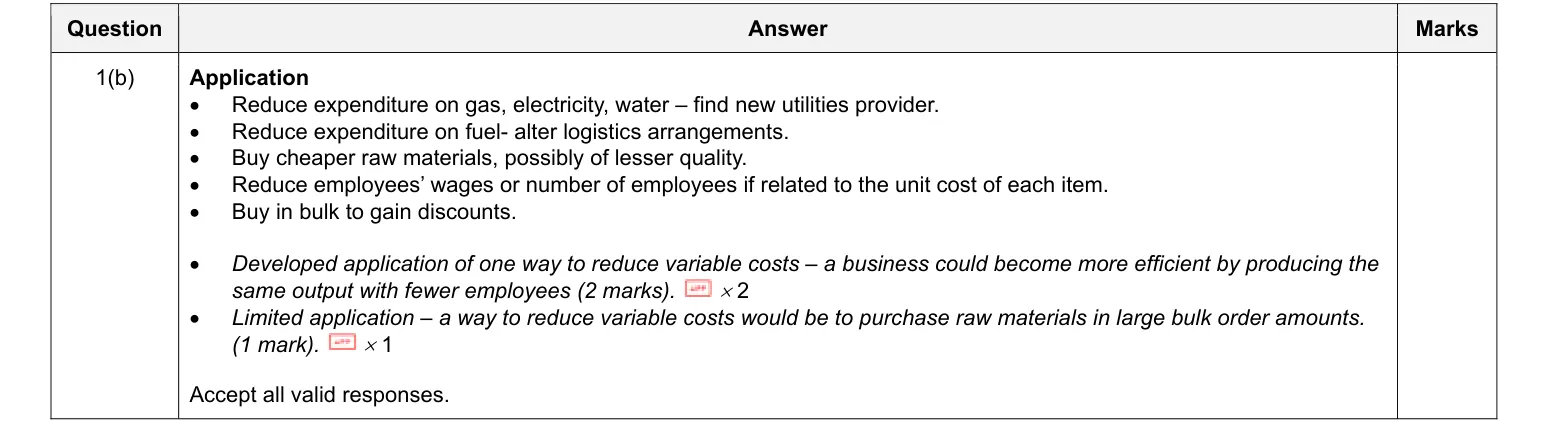 Question Answer Marks
1(b) Application
• Reduce expenditure on gas, electricity, water – find new utilities provider.
• Reduce expenditure on fuel- alter logistics arrangements.
• Buy cheaper raw materials, possibly of lesser quality.
• Reduce employees’ wages or number of employees if related to the unit cost of each item.
• Buy in bulk to gain discounts.
• Developed application of one way to reduce variable costs – a business could become more efficient by producing the
same output with fewer employees (2 marks). APP × 2
• Limited application – a way to reduce variable costs would be to purchase raw materials in large bulk order amounts.
(1 mark). APP × 1
Accept all valid responses.